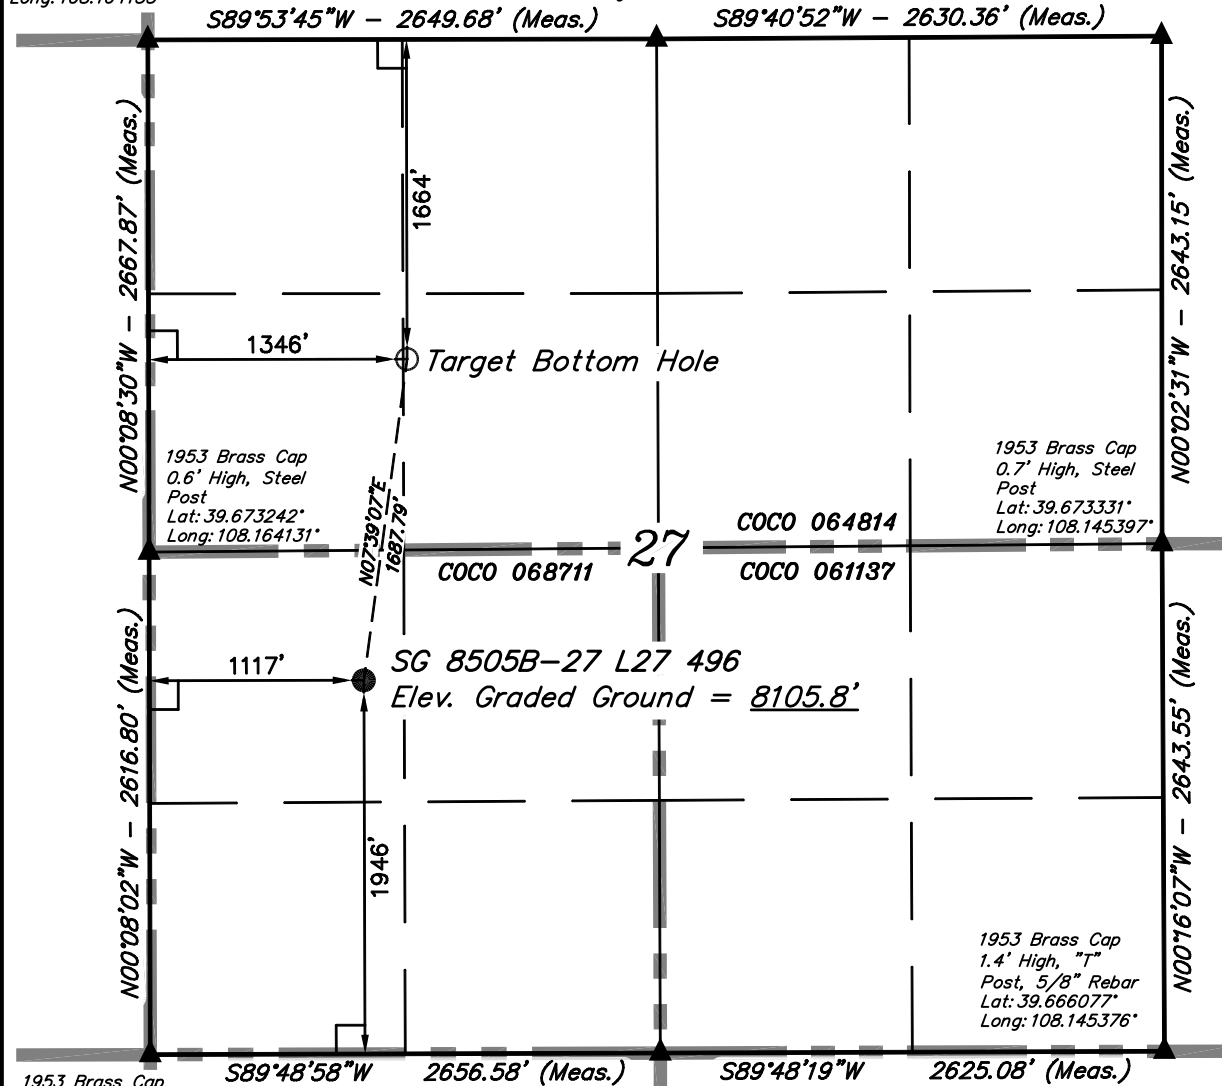 S89°53'45"W - 2649.68' (Meas.)
S89°40'52"W - 2630.36' (Meas.)
N00°08'30"W - 2667.87' (Meas.)
1664'
N00°02'31"W - 2643.15' (Meas.)
1346'
Target Bottom Hole
1953 Brass Cap
0.6' High, Steel
Post
Lat: 39.673242°
Long: 108.164131°
1953 Brass Cap
0.7' High, Steel
Post
Lat: 39.673331°
Long: 108.145397°
N07°39'07"E
1687.79'
COCO 064814
27
COCO 068711
COCO 061137
N00°08'02"W - 2616.80' (Meas.)
1117'
SG 8505B-27 L27 496
Elev. Graded Ground = 8105.8'
N00°16'07"W - 2643.55' (Meas.)
1946'
1953 Brass Cap
1.4' High, "T"
Post, 5/8" Rebar
Lat: 39.666077°
Long: 108.145376°
S89°48'58"W 2656.58' (Meas.)
S89°48'19"W 2625.08' (Meas.)
1953 Brass Cap